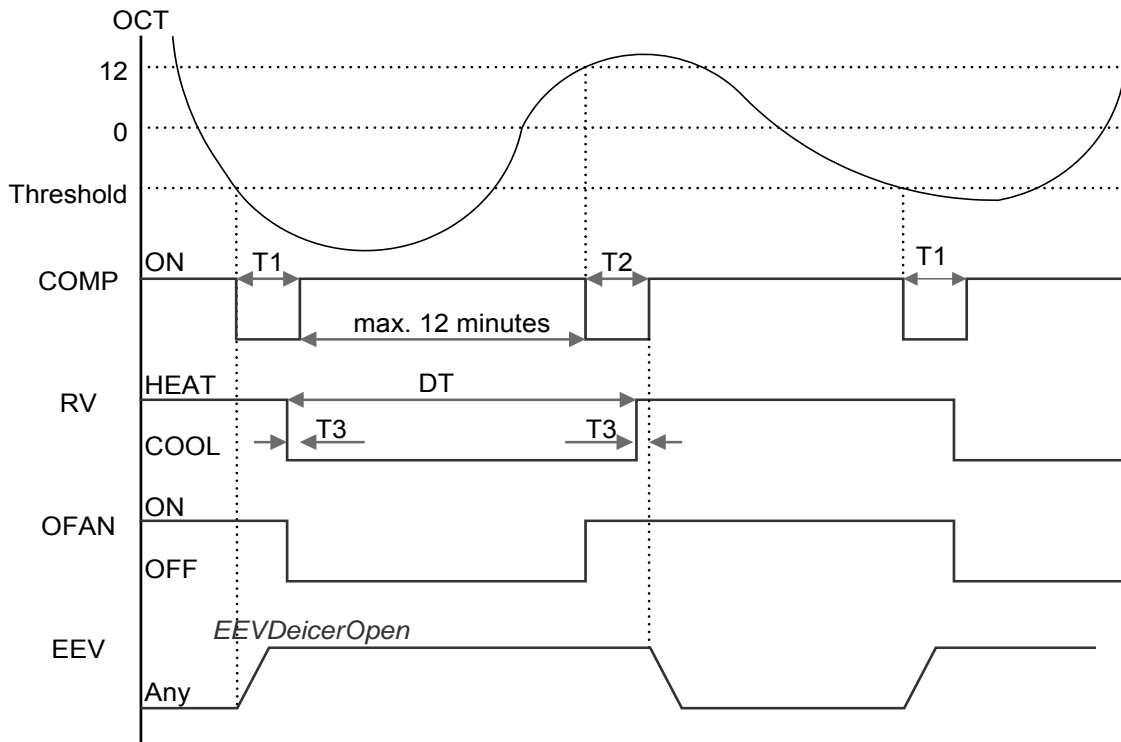 OCT
12
0
Threshold
COMP
ON
T1
T2
T1
max. 12 minutes
RV
HEAT
DT
COOL
T3
T3
OFAN
ON
OFF
EEV
EEVDeicerOpen
Any